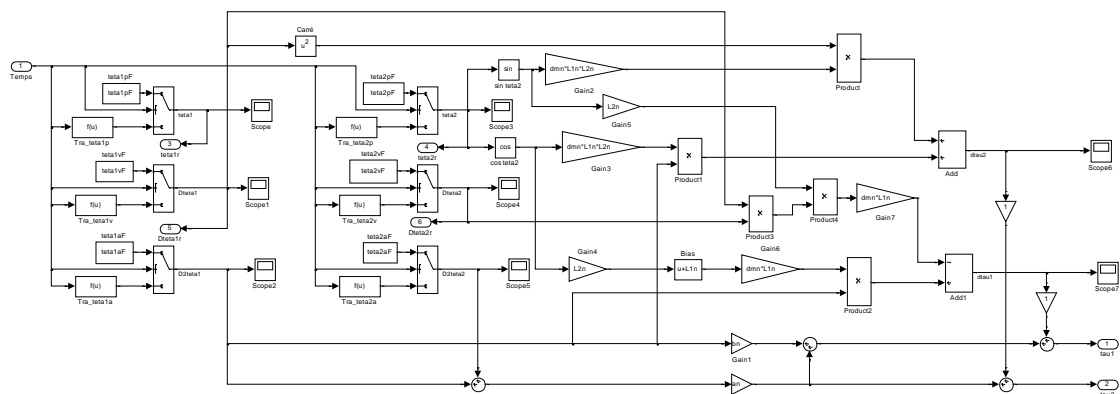 Carré
u²
1
Temps
teta1pF
teta1pF
teta1
Scope
f(u)
Tra_teta1p
3
teta1r
teta1vF
teta1vF
Dteta1
Scope1
f(u)
Tra_teta1v
5
Dteta1r
teta1aF
teta1aF
D2teta1
Scope2
f(u)
Tra_teta1a
teta2pF
teta2pF
teta2
Scope3
f(u)
Tra_teta2p
4
teta2r
teta2vF
teta2vF
Dteta2
Scope4
f(u)
Tra_teta2v
6
Dteta2r
teta2aF
teta2aF
D2teta2
Scope5
f(u)
Tra_teta2a
sin
sin teta2
dmn*L1n*L2n
Gain2
L2n
Gain5
cos
cos teta2
dmn*L1n*L2n
Gain3
×
Product
×
Product1
×
Product3
×
Product4
dmn*L1n
Gain7
Gain4
L2n
Bias
u+L1n
Gain6
dmn*L1n
×
Product2
Add
dtau2
Scope6
1
Add1
dtau1
Scope7
1
bn
Gain1
an
1
tau1
2